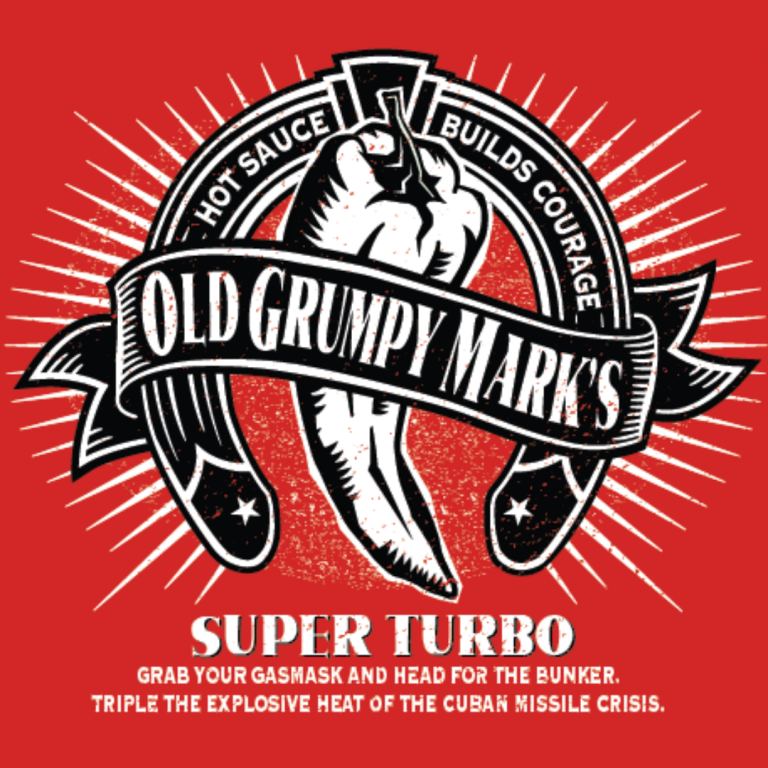 HOT SAUCE
BUILDS COURAGE
OLD GRUMPY MARK'S
SUPER TURBO
GRAB YOUR GASMASK AND HEAD FOR THE BUNKER.
TRIPLE THE EXPLOSIVE HEAT OF THE CUBAN MISSILE CRISIS.